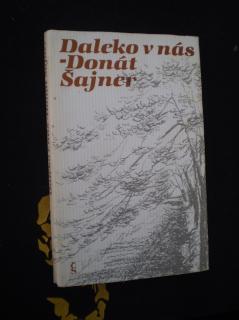 Daleko v nás
-Donát
Šajner